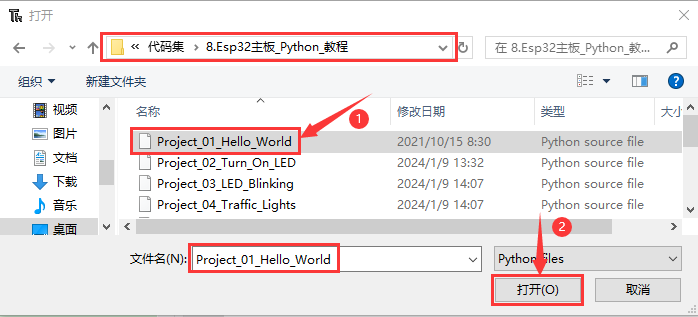 打开
« 代码集 › 8.Esp32主板_Python_教程
在 8.Esp32主板_Python_教...
组织 新建文件夹
名称 修改日期 类型 大小
视频
图片
文档
下载
音乐
桌面
Project_01_Hello_World 2021/10/15 8:30 Python source file
Project_02_Turn_On_LED 2024/1/9 13:32 Python source file
Project_03_LED_Blinking 2024/1/9 14:07 Python source file
Project_04_Traffic_Lights 2024/1/9 14:07 Python source file
1
2
文件名(N): Project_01_Hello_World Python files
打开(O) 取消